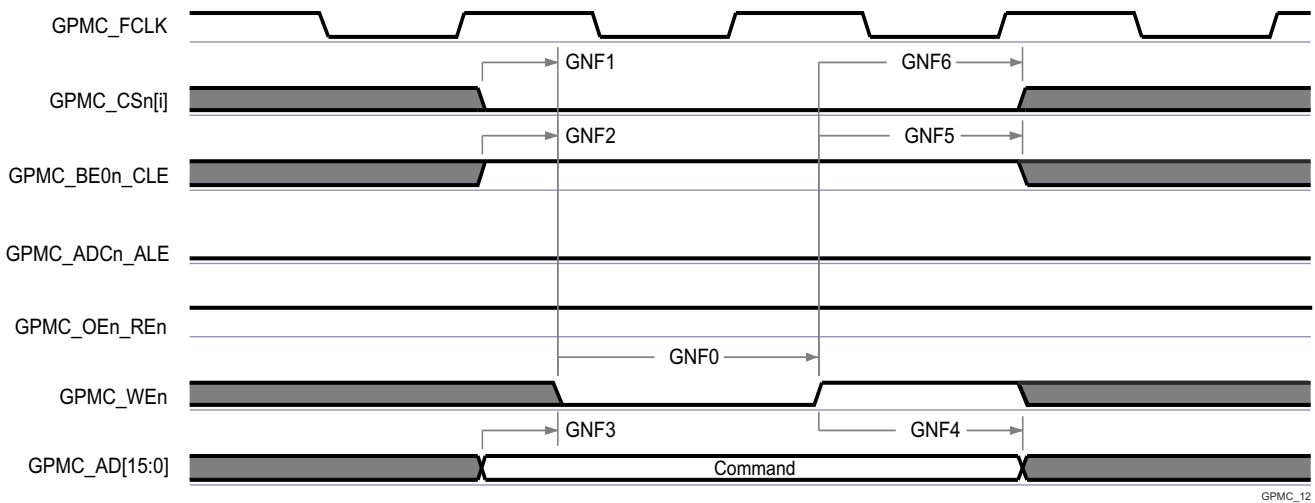 GPMC_FCLK
GNF1
GNF6
GPMC_CSn[i]
GNF2
GNF5
GPMC_BE0n_CLE
GPMC_ADCn_ALE
GPMC_OEn_REn
GNF0
GPMC_WEn
GNF3
GNF4
GPMC_AD[15:0]
Command
GPMC_12